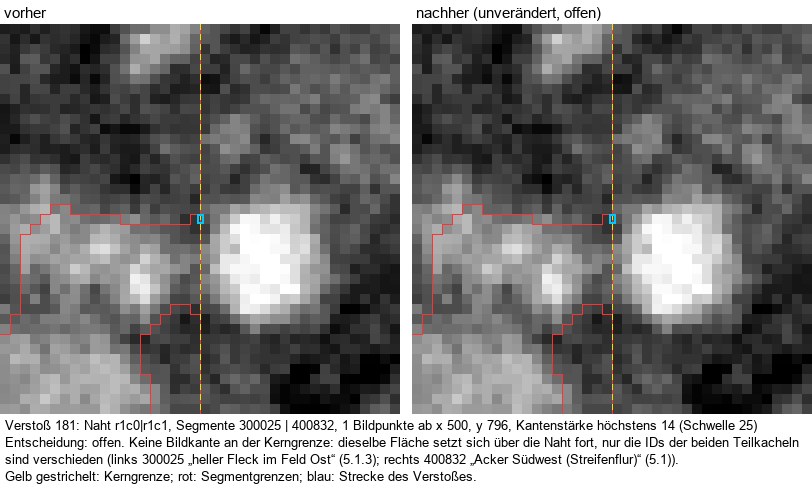 vorher
nachher (unverändert, offen)
Verstoß 181: Naht r1c0|r1c1, Segmente 300025 | 400832, 1 Bildpunkte ab x 500, y 796, Kantenstärke höchstens 14 (Schwelle 25)
Entscheidung: offen. Keine Bildkante an der Kerngrenze: dieselbe Fläche setzt sich über die Naht fort, nur die IDs der beiden Teilkacheln
sind verschieden (links 300025 „heller Fleck im Feld Ost“ (5.1.3); rechts 400832 „Acker Südwest (Streifenflur)“ (5.1)).
Gelb gestrichelt: Kerngrenze; rot: Segmentgrenzen; blau: Strecke des Verstoßes.